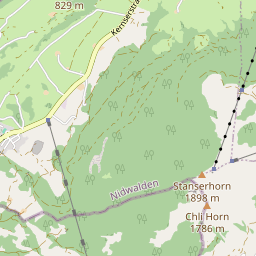 829 m
Kernserstra
Nidwalden
Stanserhorn
1898 m
Chli Horn
1786 m